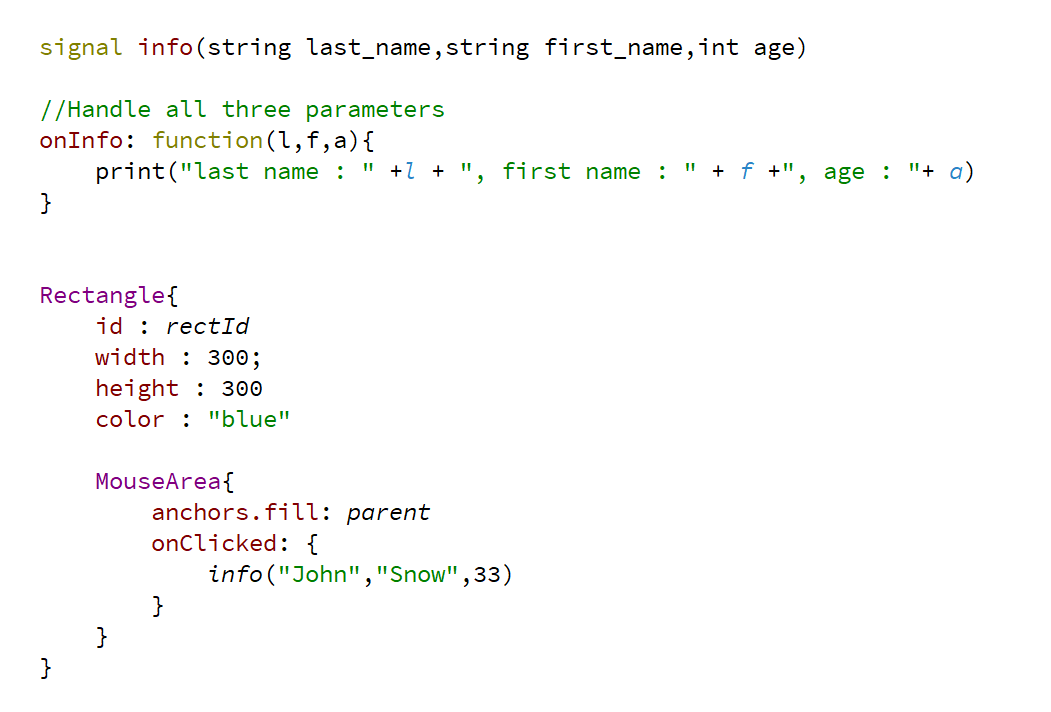 signal info(string last_name,string first_name,int age)

//Handle all three parameters
onInfo: function(l,f,a){
    print("last name : " +l + ", first name : " + f +", age : "+ a)
}


Rectangle{
    id : rectId
    width : 300;
    height : 300
    color : "blue"

    MouseArea{
        anchors.fill: parent
        onClicked: {
            info("John","Snow",33)
        }
    }
}